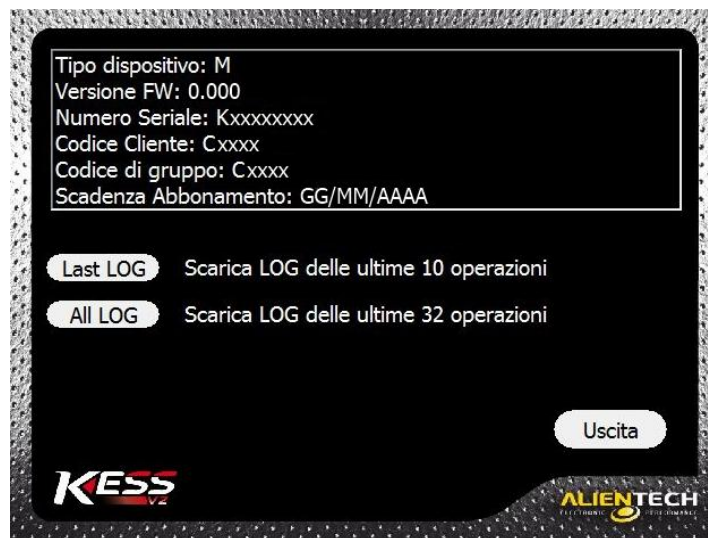 Tipo dispositivo: M
Versione FW: 0.000
Numero Seriale: Kxxxxxxxx
Codice Cliente: Cxxxx
Codice di gruppo: Cxxxx
Scadenza Abbonamento: GG/MM/AAAA
Last LOG Scarica LOG delle ultime 10 operazioni
All LOG Scarica LOG delle ultime 32 operazioni
Uscita
KESS
V2
ALIENTECH
ELECTRONIC PERFORMANCE